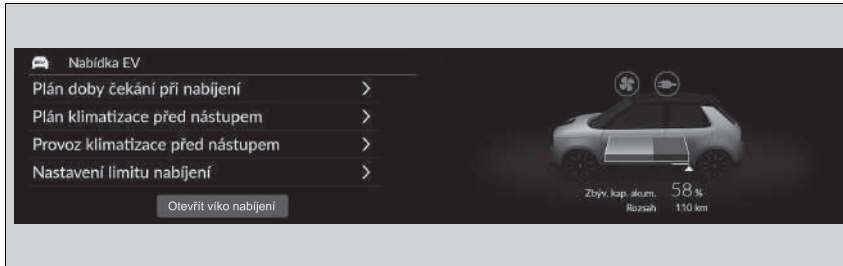 Nabídka EV
Plán doby čekání při nabíjení
Plán klimatizace před nástupem
Provoz klimatizace před nástupem
Nastavení limitu nabíjení
Otevřít víko nabíjení
Zbýv. kap. akum. 58 %
Rozsah 110 km